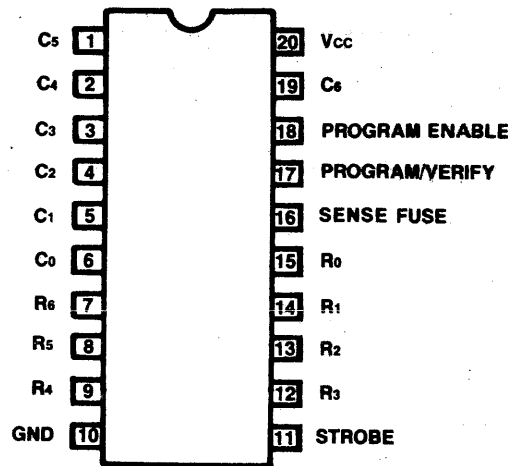 C5 1 20 VCC
C4 2 19 C6
C3 3 18 PROGRAM ENABLE
C2 4 17 PROGRAM/VERIFY
C1 5 16 SENSE FUSE
C0 6 15 R0
R6 7 14 R1
R5 8 13 R2
R4 9 12 R3
GND 10 11 STROBE